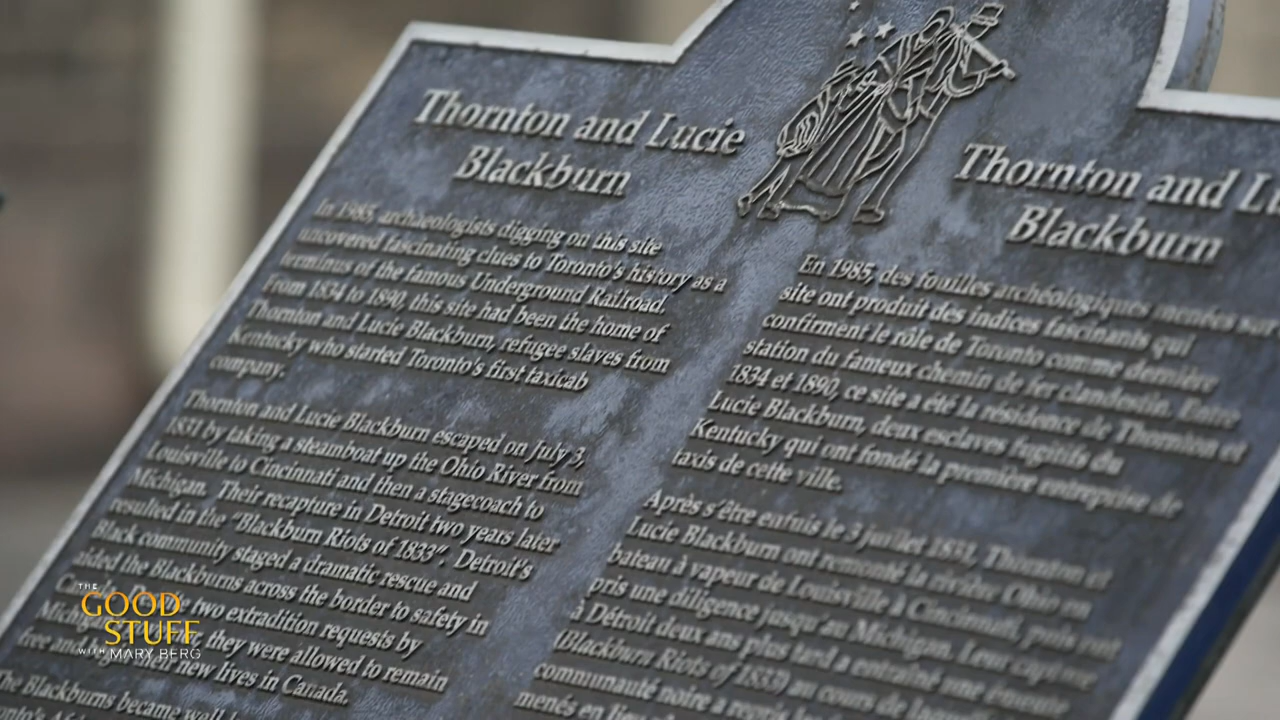 Thornton and Lucie
Blackburn
In 1985, archaeologists digging on this site
uncovered fascinating clues to Toronto's history as a
terminus of the famous Underground Railroad.
From 1834 to 1890, this site had been the home of
Thornton and Lucie Blackburn, refugee slaves from
Kentucky who started Toronto's first taxicab
company.
Thornton and Lucie Blackburn escaped on July 3,
1831 by taking a steamboat up the Ohio River from
Louisville to Cincinnati and then a stagecoach to
Michigan. Their recapture in Detroit two years later
resulted in the "Blackburn Riots of 1833". Detroit's
Black community staged a dramatic rescue and
aided the Blackburns across the border to safety in
two extradition requests by
they were allowed to remain
free and new lives in Canada.
The Blackburns became well
Thornton and Lu
Blackburn
En 1985, des fouilles archéologiques menées sur
site ont produit des indices fascinants qui
confirment le rôle de Toronto comme dernière
station du fameux chemin de fer clandestin. Entre
1834 et 1890, ce site a été la résidence de Thornton et
Lucie Blackburn, deux esclaves fugitifs du
Kentucky qui ont fondé la première entreprise de
taxis de cette ville.
Après s'être enfuis le 3 juillet 1831, Thornton et
Lucie Blackburn ont remonté la rivière Ohio en
bateau à vapeur de Louisville à Cincinnati, puis ont
pris une diligence jusqu'au Michigan. Leur capture
à Détroit deux ans plus tard a entraîné une émeute
(Blackburn Riots of 1833) au cours de laquelle
communauté noire a
menés en lieu
THE
GOOD
STUFF
WITH MARY BERG